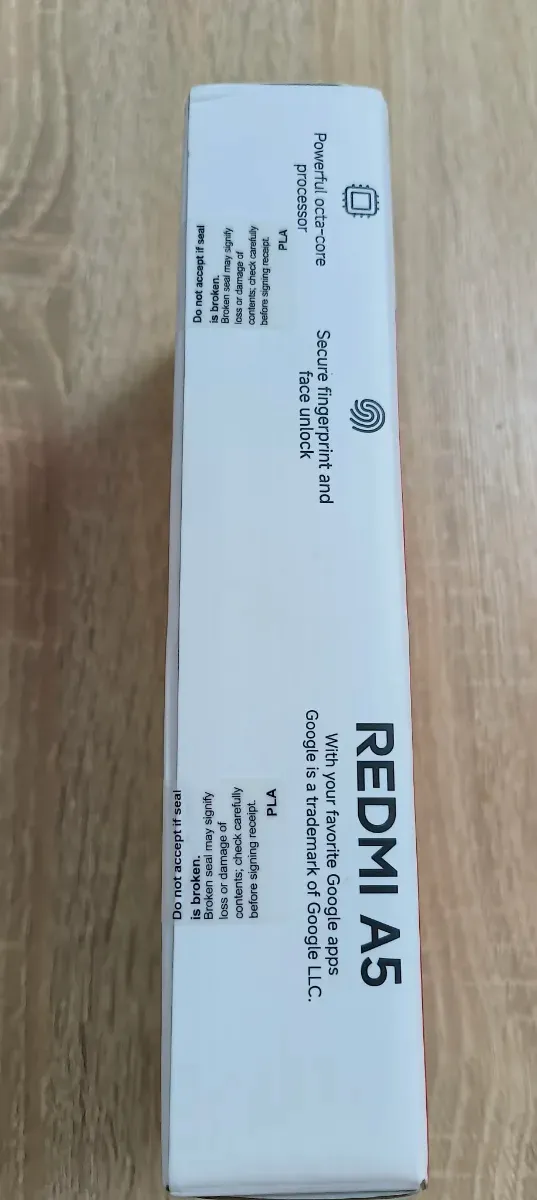 Powerful octa-core
processor
Secure fingerprint and
face unlock
REDMI A5
With your favorite Google apps
Google is a trademark of Google LLC.
PLA
Do not accept if seal
is broken.
Broken seal may signify
loss or damage of
contents; check carefully
before signing receipt.
PLA
Do not accept if seal
is broken.
Broken seal may signify
loss or damage of
contents; check carefully
before signing receipt.